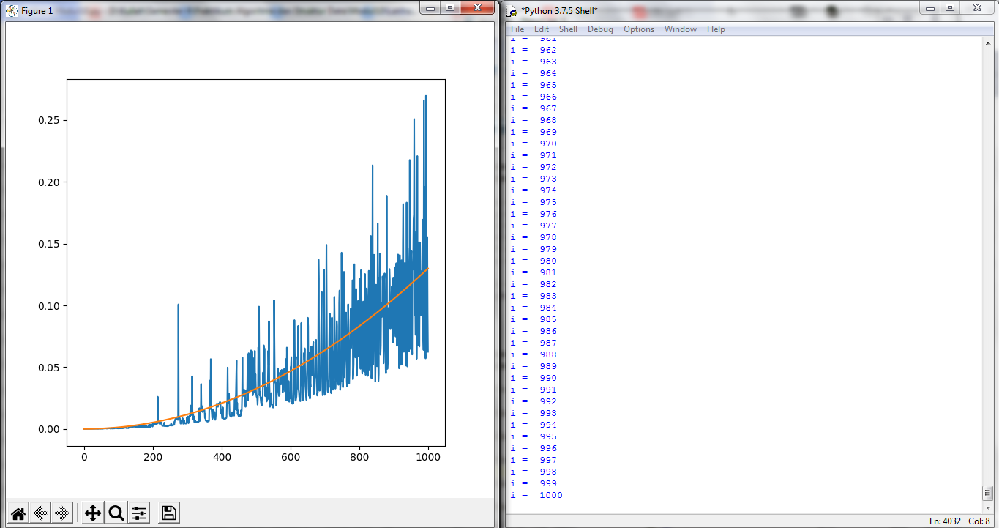 Figure 1
0.25
0.20
0.15
0.10
0.05
0.00
0 200 400 600 800 1000
*Python 3.7.5 Shell*
File Edit Shell Debug Options Window Help
i = 961
i = 962
i = 963
i = 964
i = 965
i = 966
i = 967
i = 968
i = 969
i = 970
i = 971
i = 972
i = 973
i = 974
i = 975
i = 976
i = 977
i = 978
i = 979
i = 980
i = 981
i = 982
i = 983
i = 984
i = 985
i = 986
i = 987
i = 988
i = 989
i = 990
i = 991
i = 992
i = 993
i = 994
i = 995
i = 996
i = 997
i = 998
i = 999
i = 1000
Ln: 4032 Col: 8